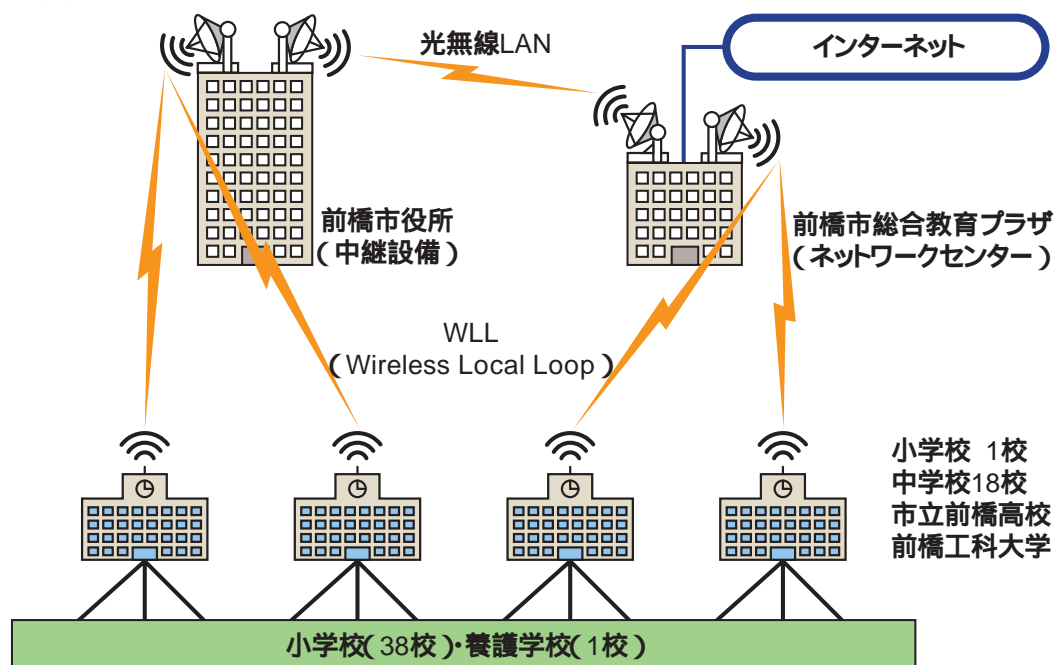 光無線LAN
インターネット
前橋市役所
(中継設備)
前橋市総合教育プラザ
(ネットワークセンター)
WLL
(Wireless Local Loop)
小学校 1校
中学校18校
市立前橋高校
前橋工科大学
小学校(38校)・養護学校(1校)